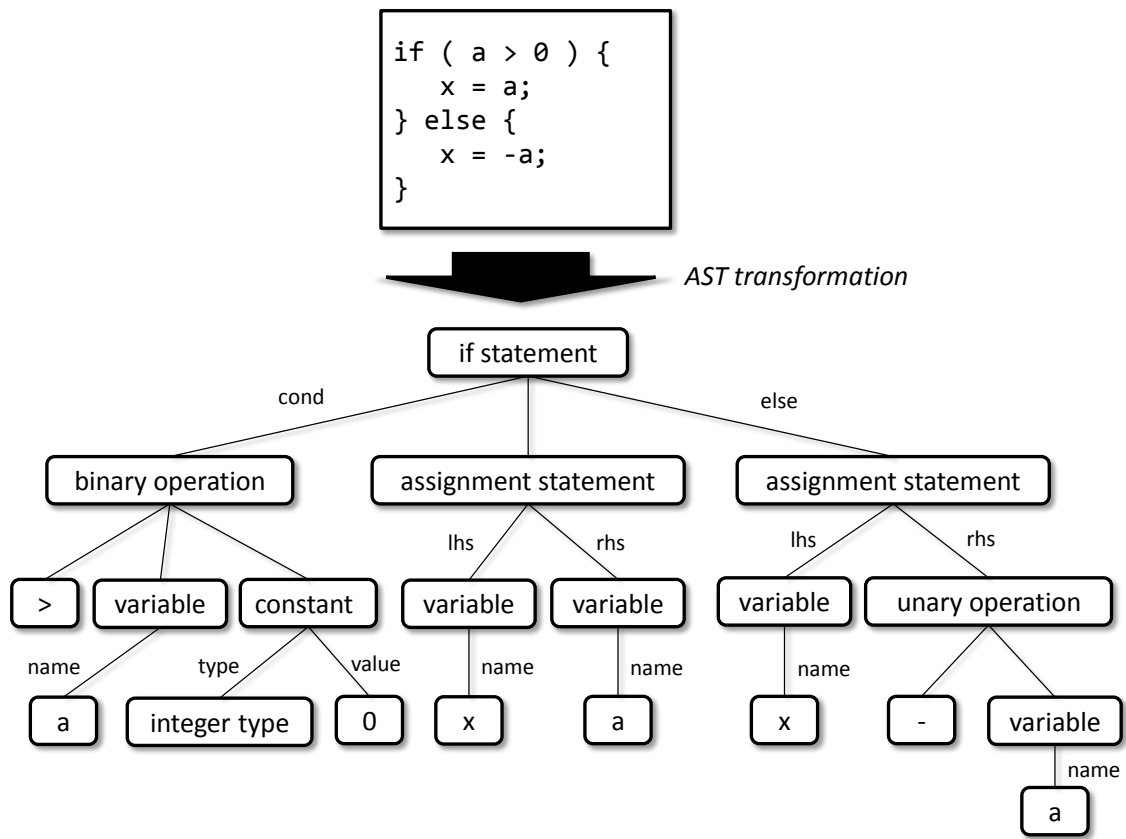 if ( a > 0 ) {
x = a;
} else {
x = -a;
}
AST transformation
if statement
cond
else
binary operation
assignment statement
assignment statement
lhs
rhs
lhs
rhs
>
variable
constant
variable
variable
variable
unary operation
name
type
value
name
name
name
a
integer type
0
x
a
x
-
variable
name
a